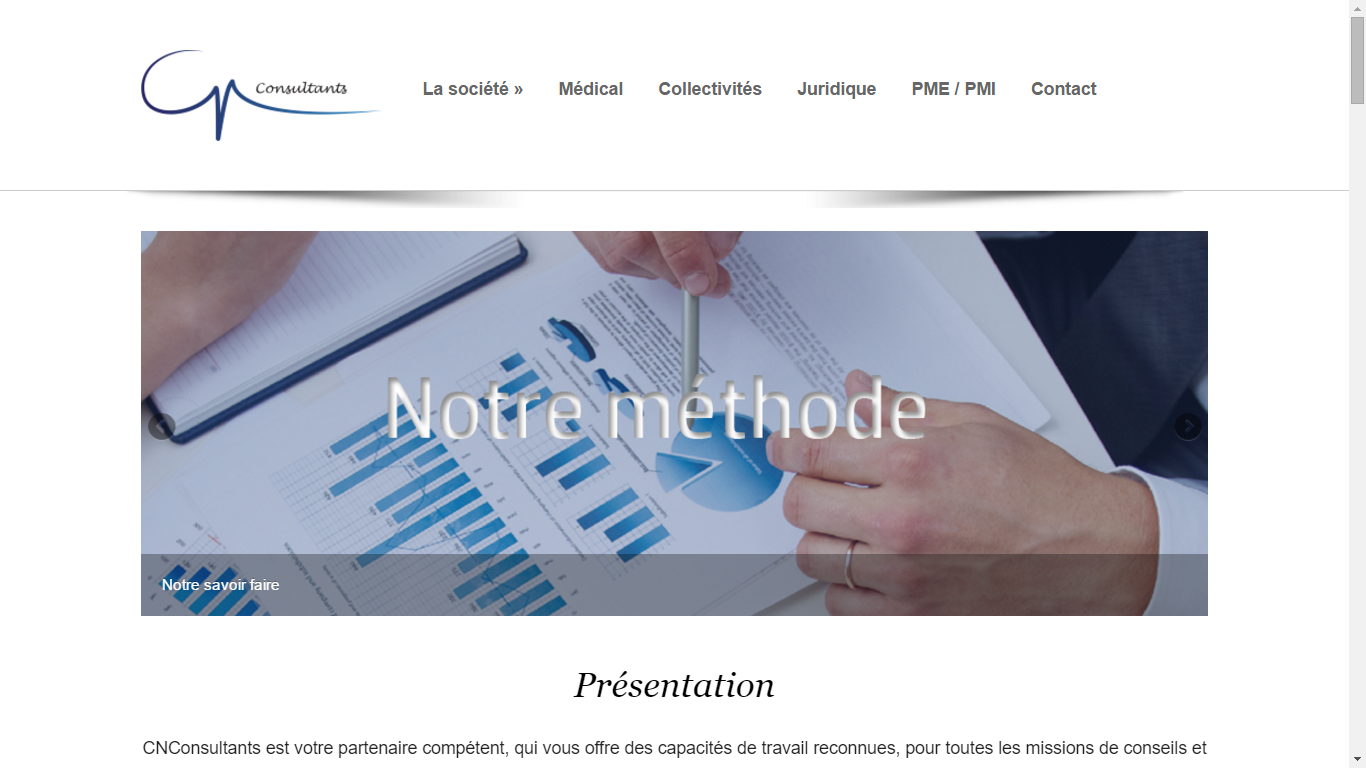 Consultants
La société »
Médical
Collectivités
Juridique
PME / PMI
Contact
Notre méthode
Notre savoir faire
Présentation
CNConsultants est votre partenaire compétent, qui vous offre des capacités de travail reconnues, pour toutes les missions de conseils et